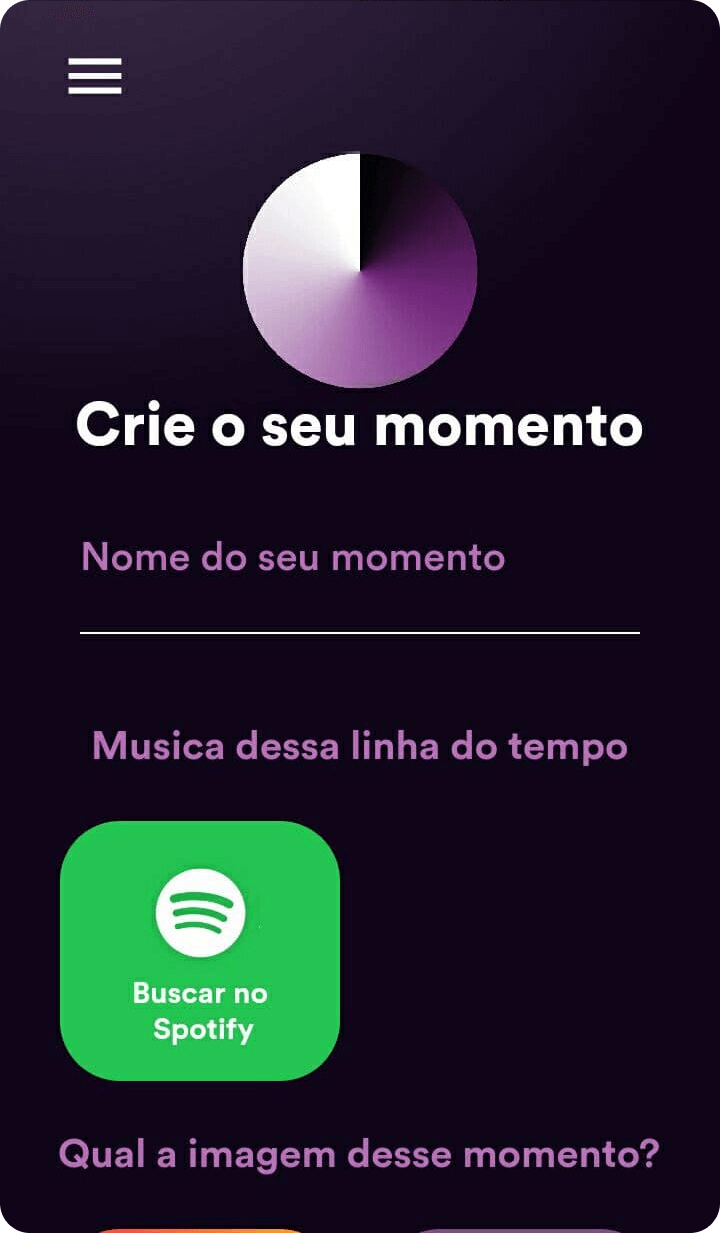 Crie o seu momento
Nome do seu momento
Musica dessa linha do tempo
Buscar no
Spotify
Qual a imagem desse momento?